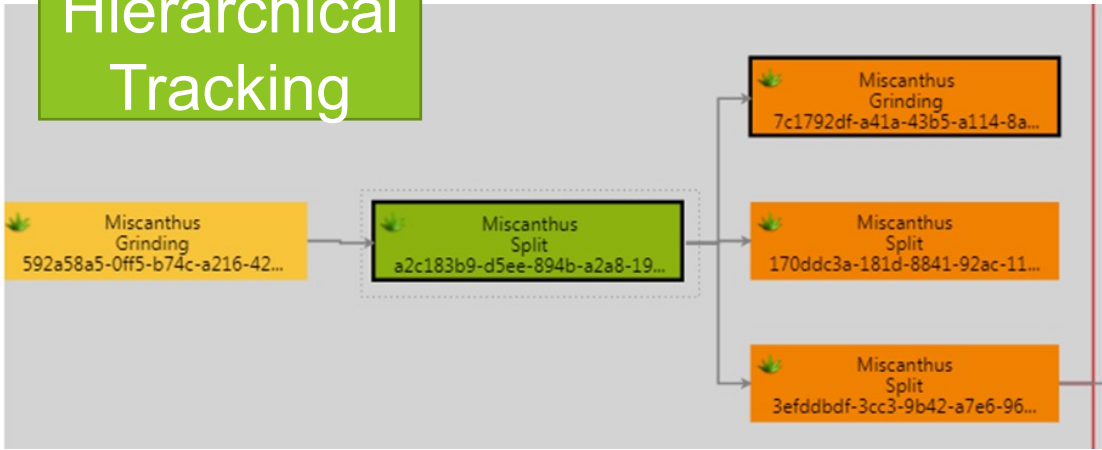 Hierarchical
Tracking
Miscanthus
Grinding
592a58a5-0ff5-b74c-a216-42...
Miscanthus
Split
a2c183b9-d5ee-894b-a2a8-19...
Miscanthus
Grinding
7c1792df-a41a-43b5-a114-8a...
Miscanthus
Split
170ddc3a-181d-8841-92ac-11...
Miscanthus
Split
3efddbdf-3cc3-9b42-a7e6-96...